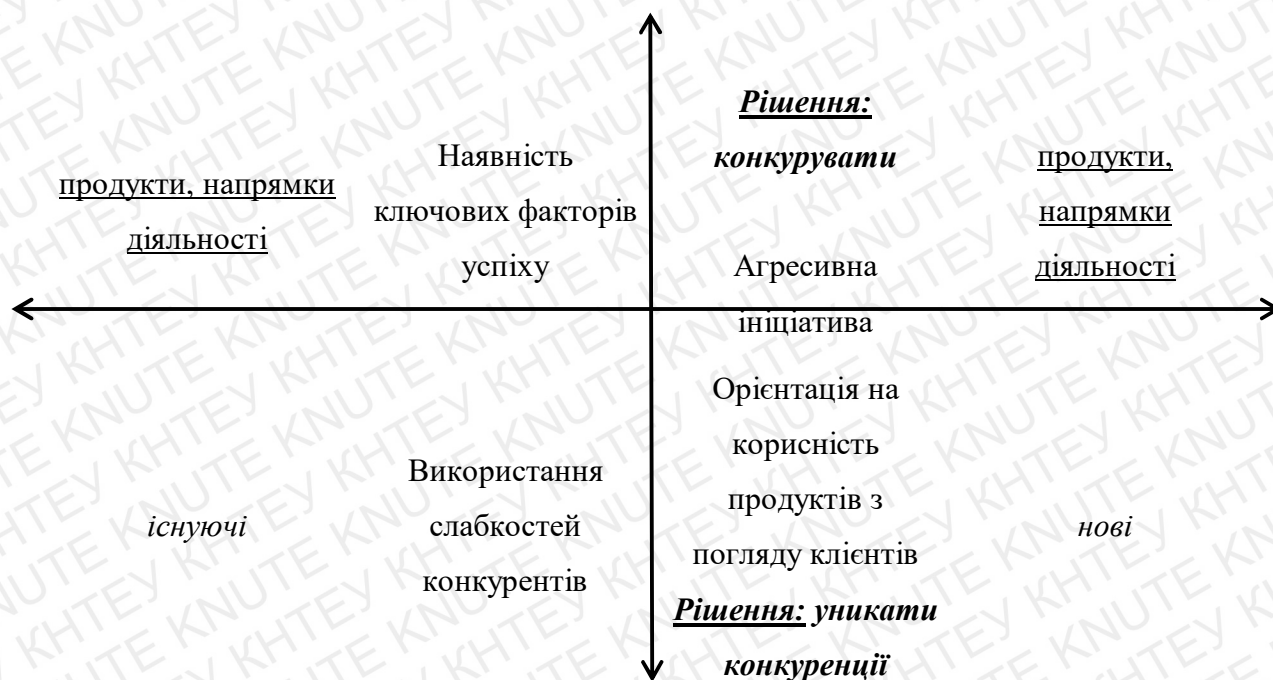 Рішення:
конкурувати
продукти, напрямки
діяльності
Наявність
ключових факторів
успіху
Агресивна
ініціатива
продукти,
напрямки
діяльності
існуючі
Використання
слабкостей
конкурентів
Орієнтація на
корисність
продуктів з
погляду клієнтів
нові
Рішення: уникати
конкуренції